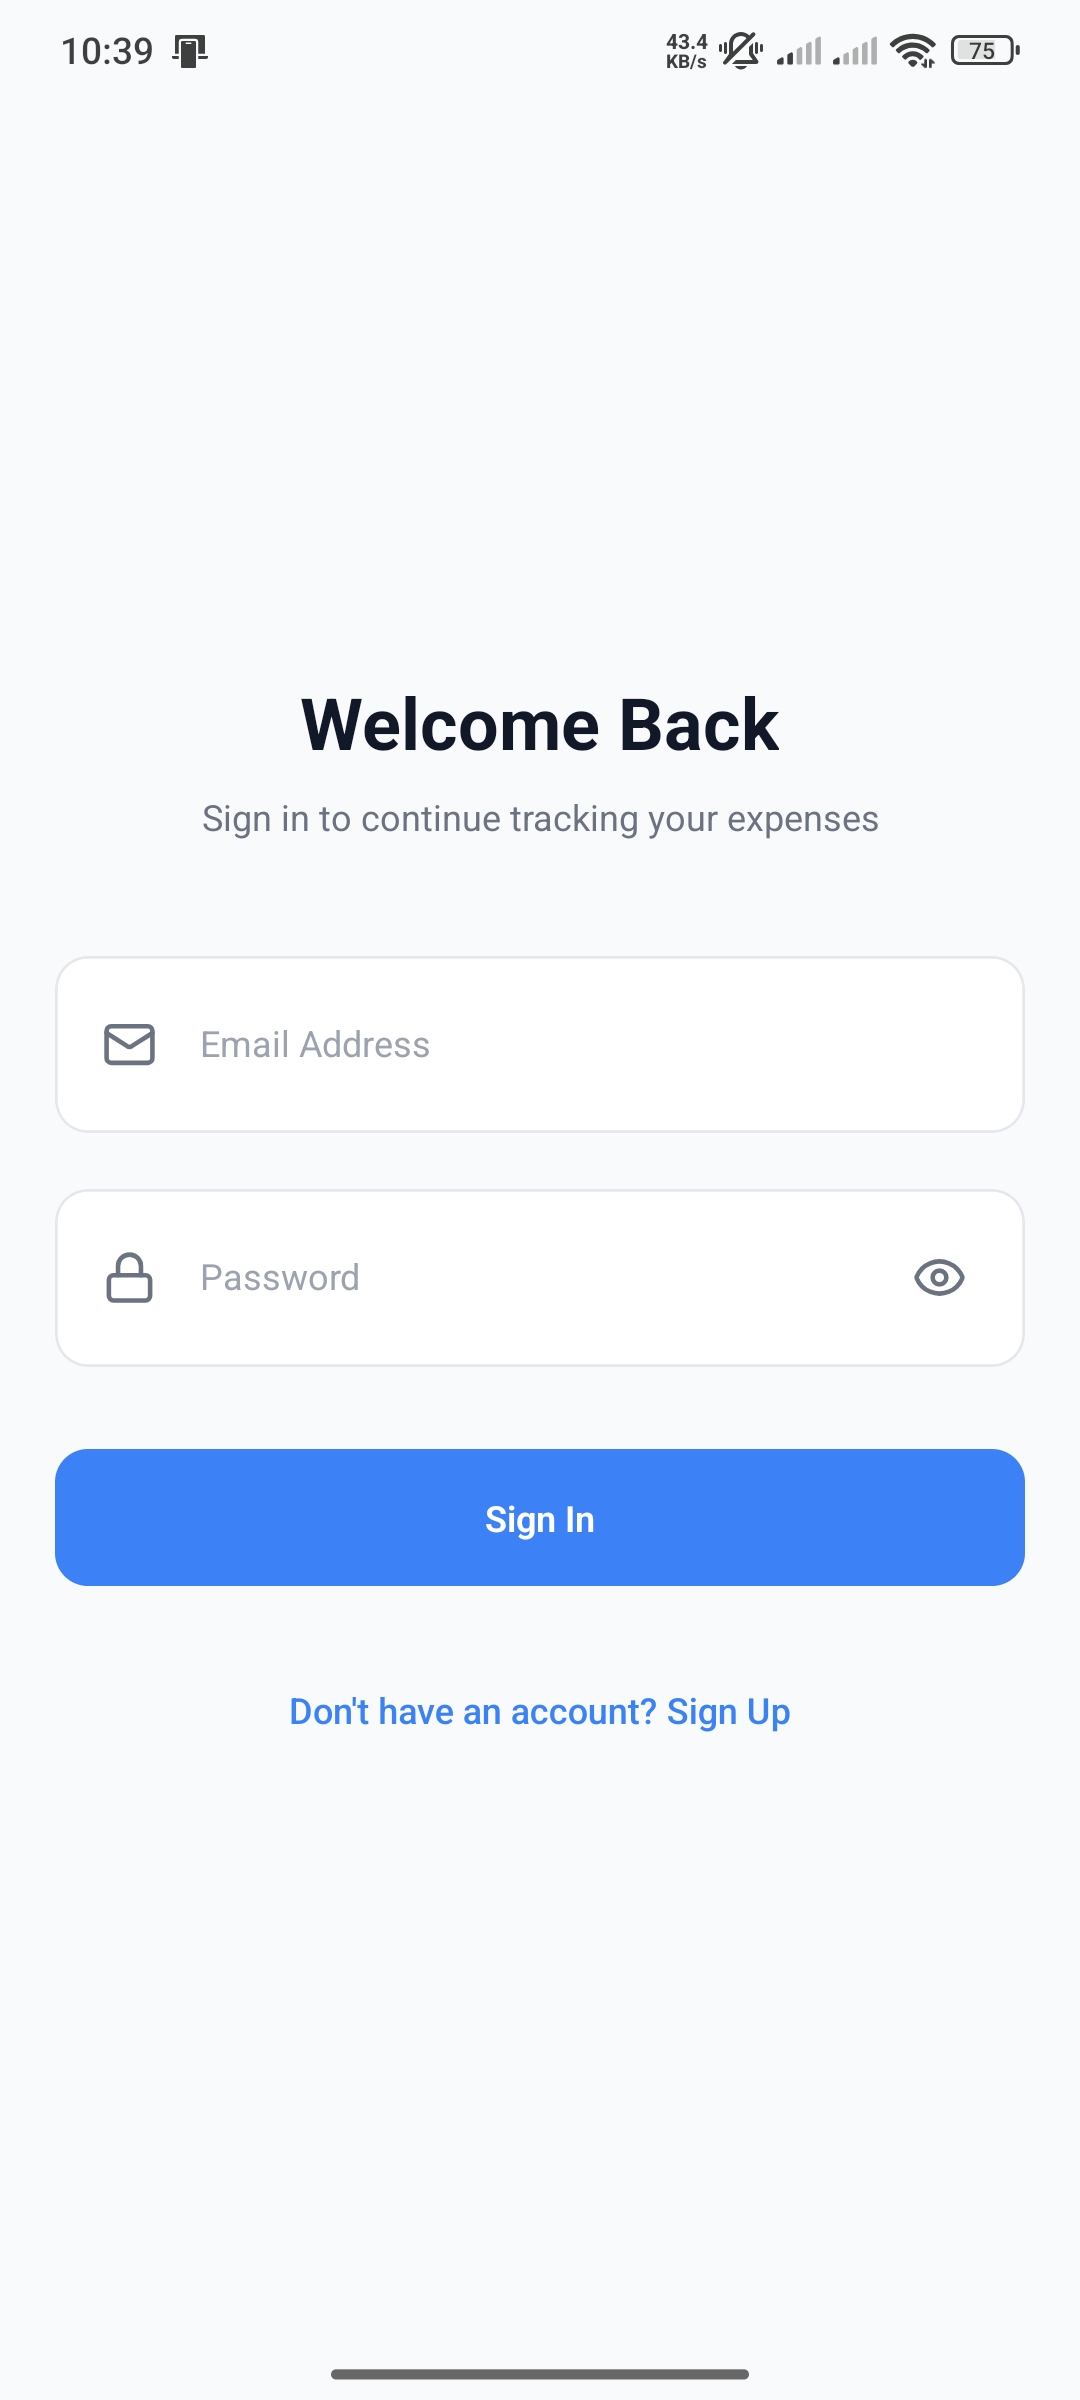 10:39
43.4
KB/s
75
Welcome Back
Sign in to continue tracking your expenses
Email Address
Password
Sign In
Don't have an account? Sign Up